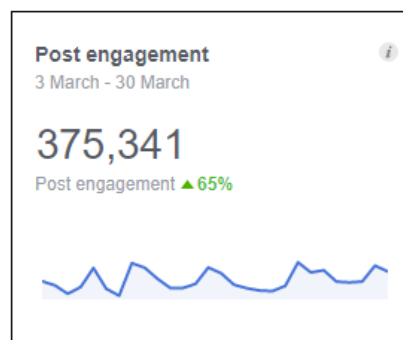 Post engagement
i
3 March - 30 March
375,341
Post engagement ▲ 65%